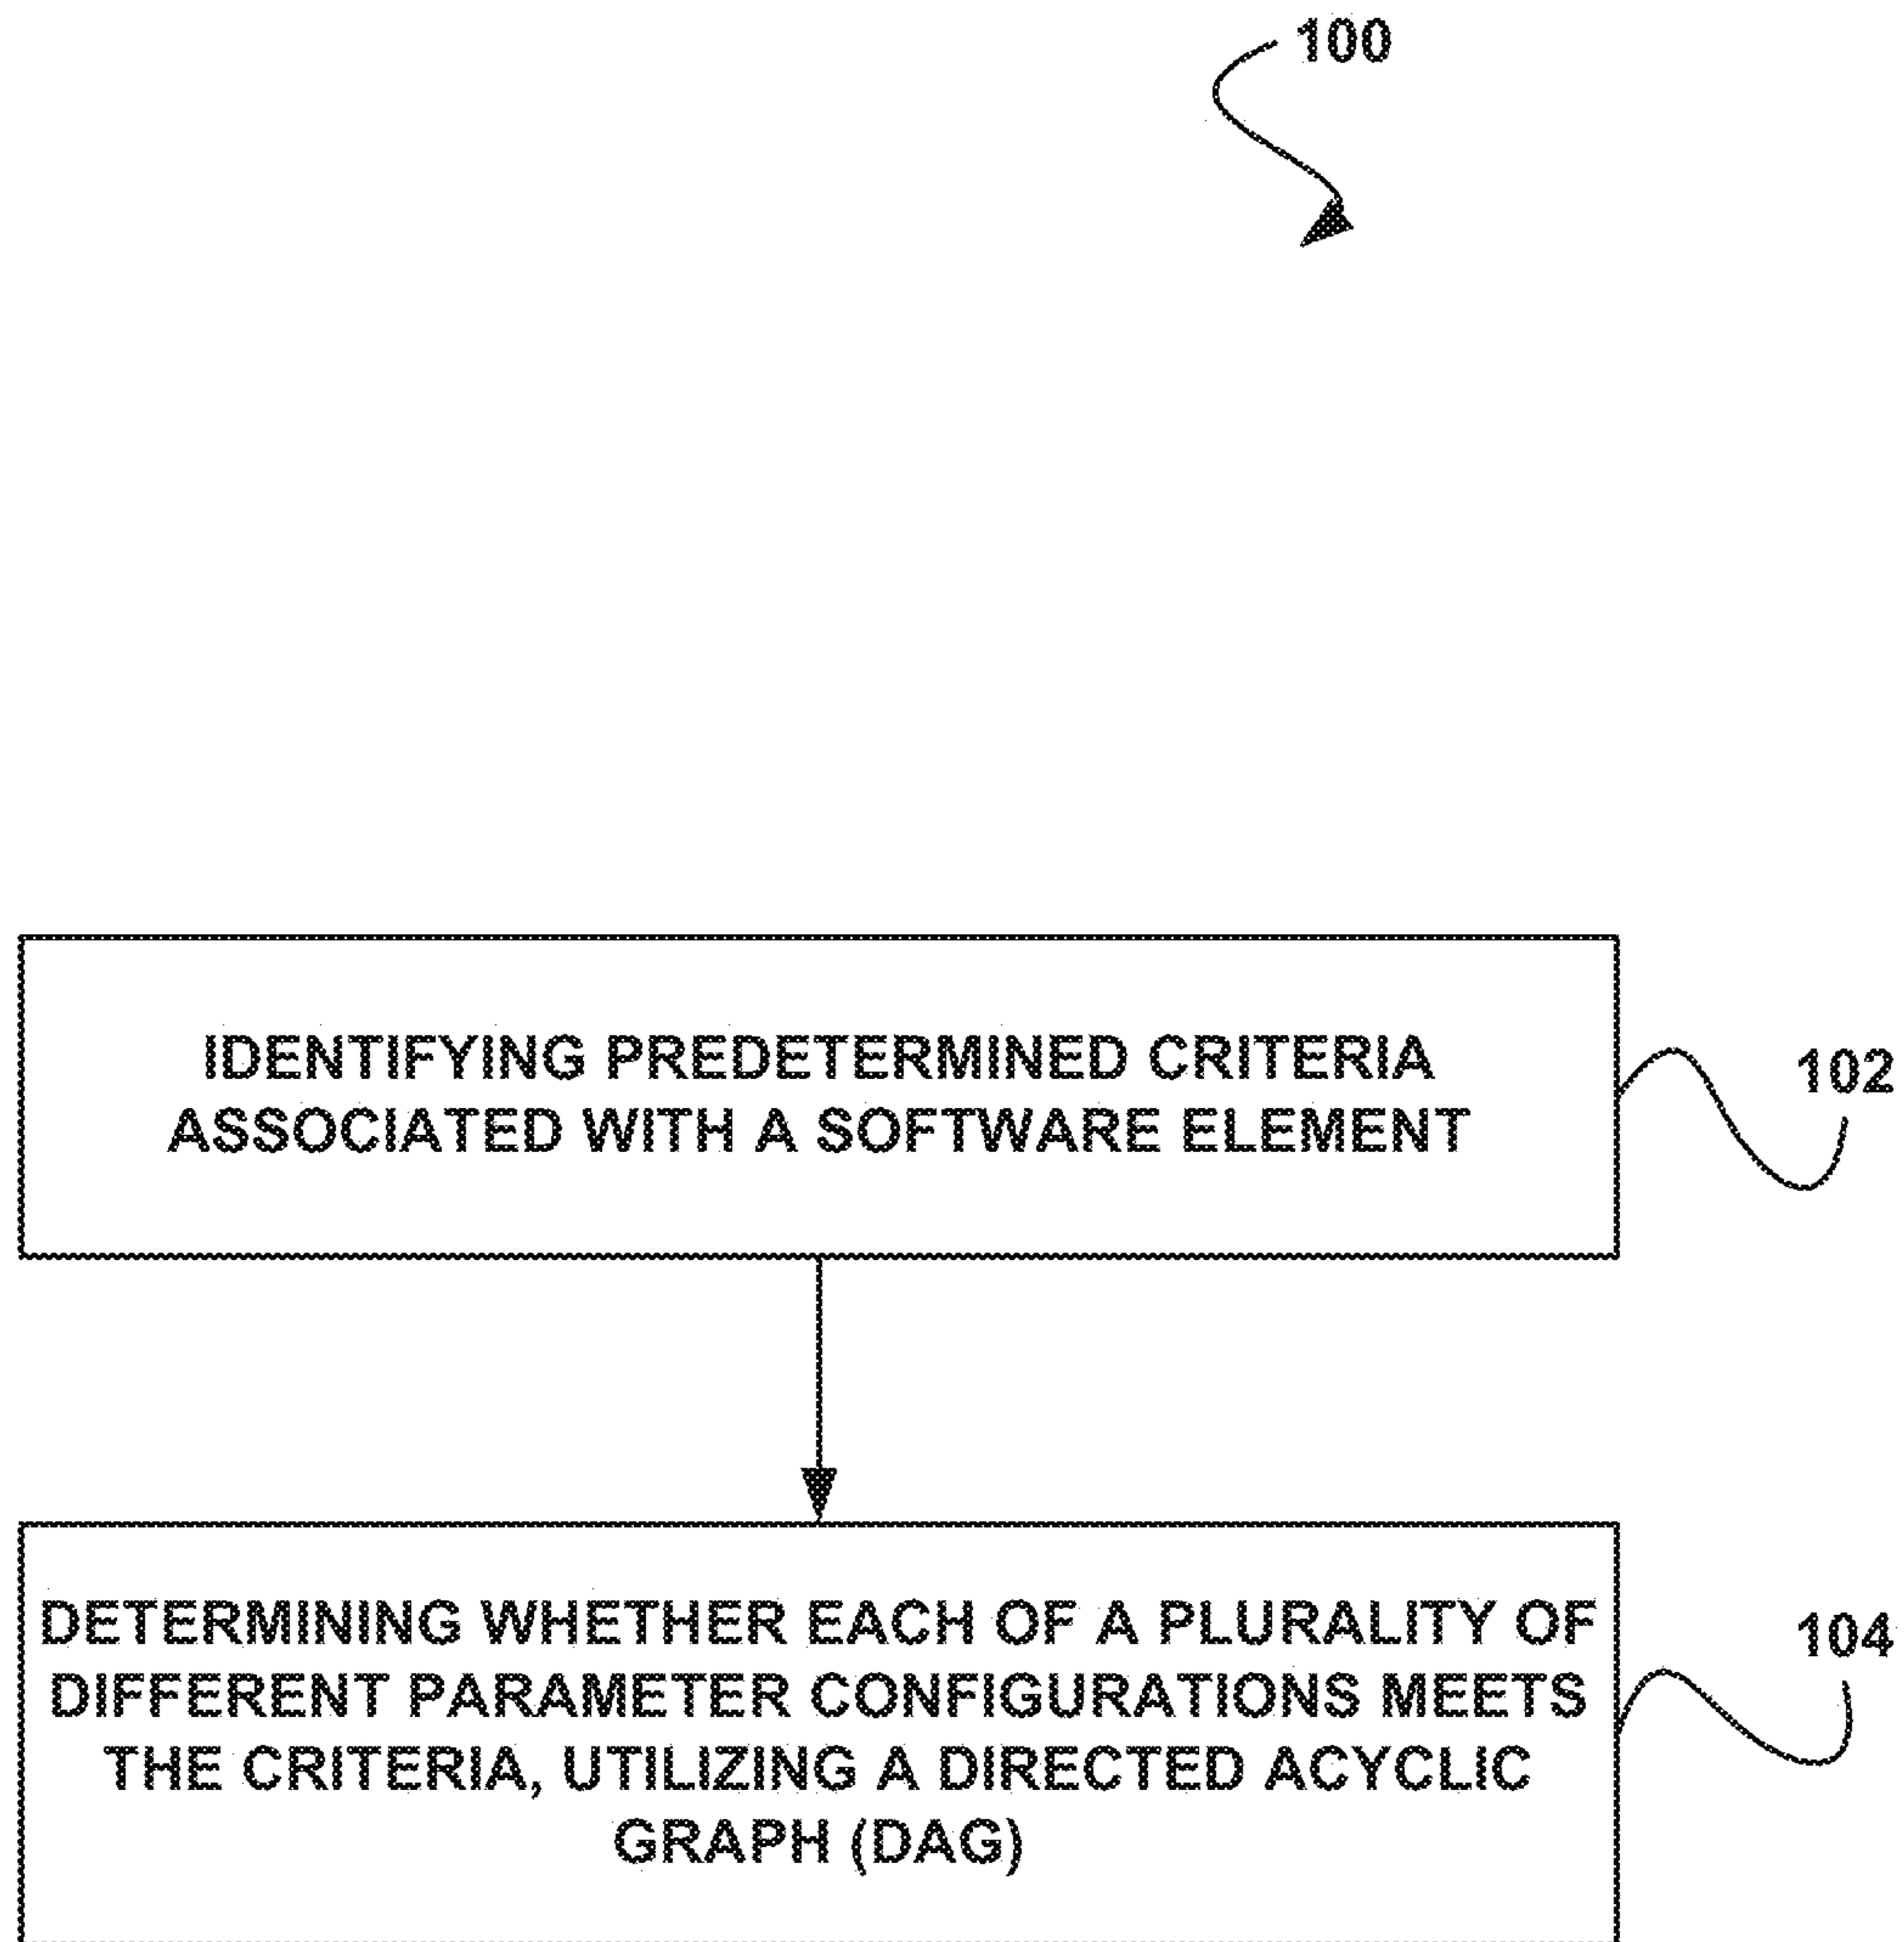 100
IDENTIFYING PREDETERMINED CRITERIA
ASSOCIATED WITH A SOFTWARE ELEMENT
102
DETERMINING WHETHER EACH OF A PLURALITY OF
DIFFERENT PARAMETER CONFIGURATIONS MEETS
THE CRITERIA, UTILIZING A DIRECTED ACYCLIC
GRAPH (DAG)
104